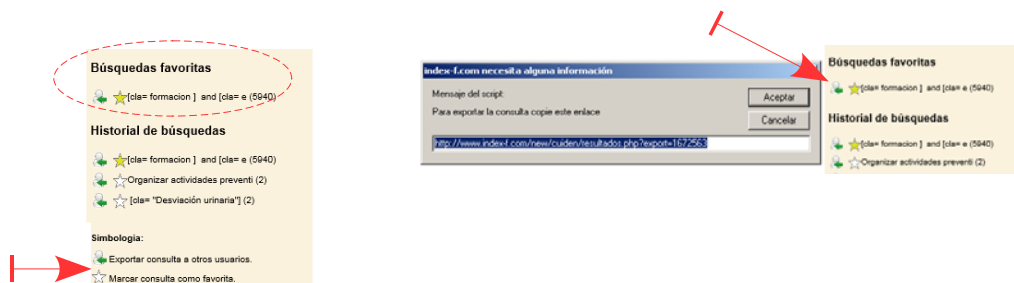 Búsquedas favoritas
[cla= formacion ] and [cla= e (5940)
Historial de búsquedas
[cla= formacion ] and [cla= e (5940)
Organizar actividades preventi (2)
[cla= "Desviación urinaria"] (2)
Simbología:
Exportar consulta a otros usuarios.
Marcar consulta como favorita.
index-f.com necesita alguna información
Mensaje del script:
Para exportar la consulta copie este enlace
Aceptar
Cancelar
http://www.index-f.com/new/cuiden/resultados.php?export=1672563
Búsquedas favoritas
[cla= formacion ] and [cla= e (5940)
Historial de búsquedas
[cla= formacion ] and [cla= e (5940)
Organizar actividades preventi (2)